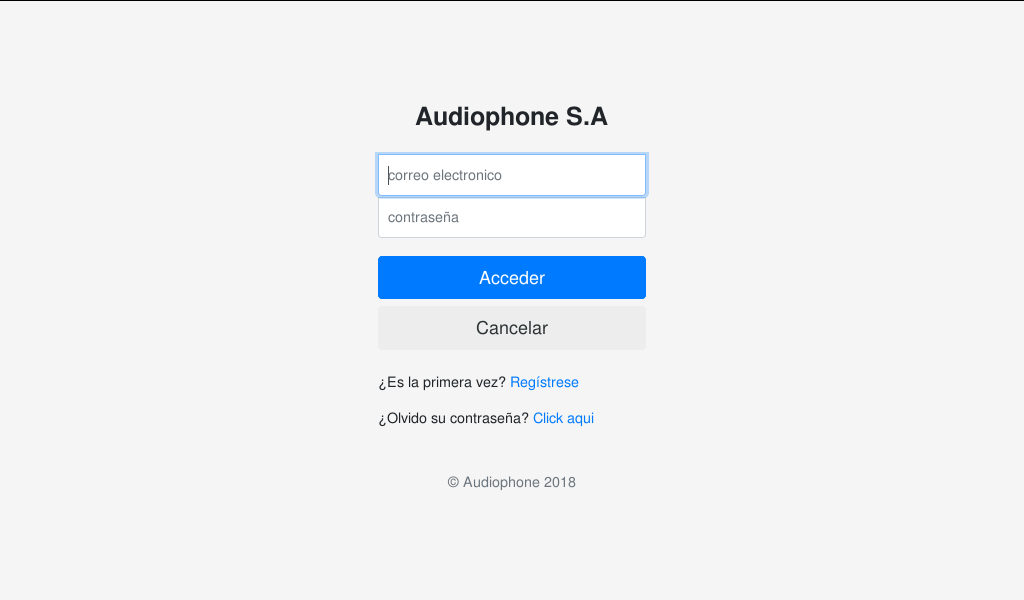 Audiophone S.A
correo electronico
contraseña
Acceder
Cancelar
¿Es la primera vez? Regístrese
¿Olvido su contraseña? Click aqui
© Audiophone 2018